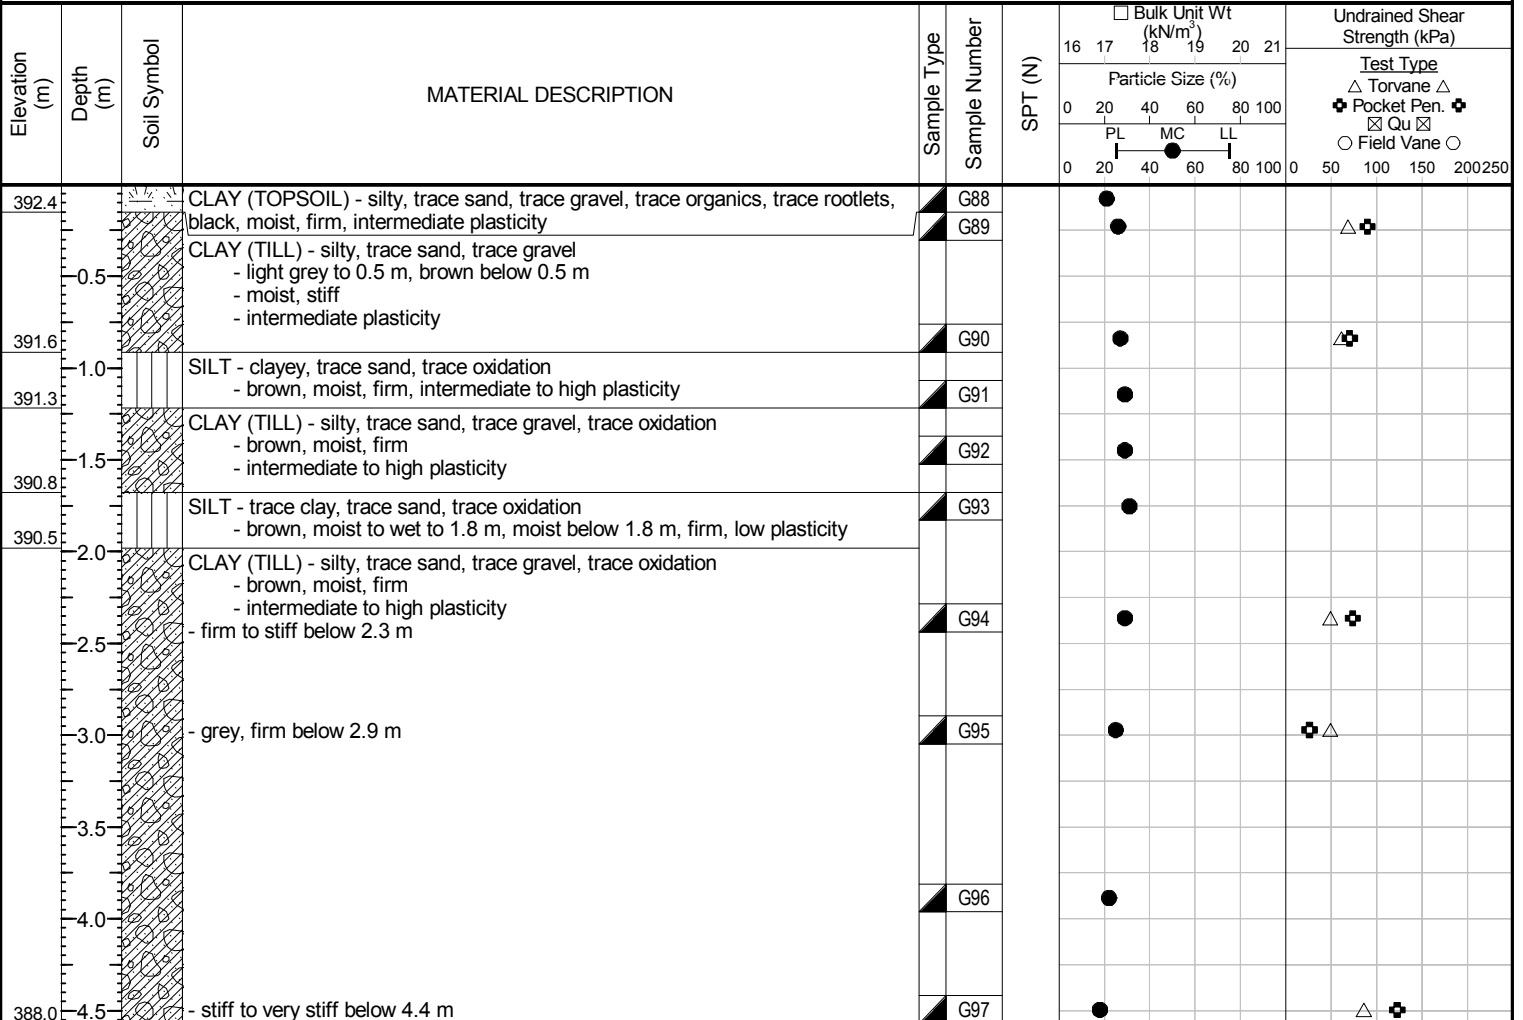 Elevation (m)
Depth (m)
Soil Symbol
MATERIAL DESCRIPTION
Sample Type
Sample Number
SPT (N)
□ Bulk Unit Wt
(kN/m³)
16 17 18 19 20 21
Particle Size (%)
0 20 40 60 80 100
PL MC LL
0 20 40 60 80 100
Undrained Shear
Strength (kPa)
Test Type
△ Torvane △
✚ Pocket Pen. ✚
☒ Qu ☒
○ Field Vane ○
0 50 100 150 200 250
392.4
CLAY (TOPSOIL) - silty, trace sand, trace gravel, trace organics, trace rootlets,
G88
black, moist, firm, intermediate plasticity
G89
CLAY (TILL) - silty, trace sand, trace gravel
0.5
- light grey to 0.5 m, brown below 0.5 m
- moist, stiff
- intermediate plasticity
391.6
G90
1.0
SILT - clayey, trace sand, trace oxidation
- brown, moist, firm, intermediate to high plasticity
391.3
G91
CLAY (TILL) - silty, trace sand, trace gravel, trace oxidation
- brown, moist, firm
G92
1.5
- intermediate to high plasticity
390.8
SILT - trace clay, trace sand, trace oxidation
G93
- brown, moist to wet to 1.8 m, moist below 1.8 m, firm, low plasticity
390.5
2.0
CLAY (TILL) - silty, trace sand, trace gravel, trace oxidation
- brown, moist, firm
- intermediate to high plasticity
G94
- firm to stiff below 2.3 m
2.5
3.0
- grey, firm below 2.9 m
G95
3.5
G96
4.0
388.0
4.5
- stiff to very stiff below 4.4 m
G97